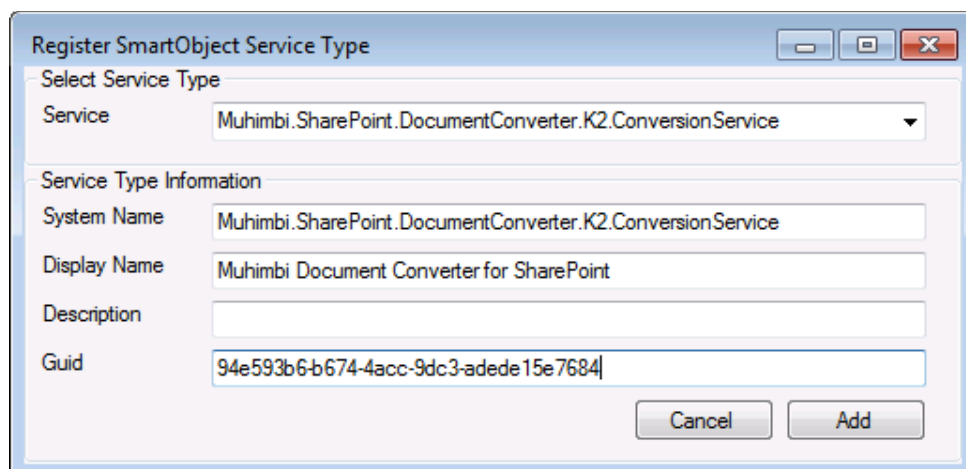 Register SmartObject Service Type
Select Service Type
Service Muhimbi.SharePoint.DocumentConverter.K2.ConversionService
Service Type Information
System Name Muhimbi.SharePoint.DocumentConverter.K2.ConversionService
Display Name Muhimbi Document Converter for SharePoint
Description
Guid 94e593b6-b674-4acc-9dc3-adede15e7684
Cancel Add